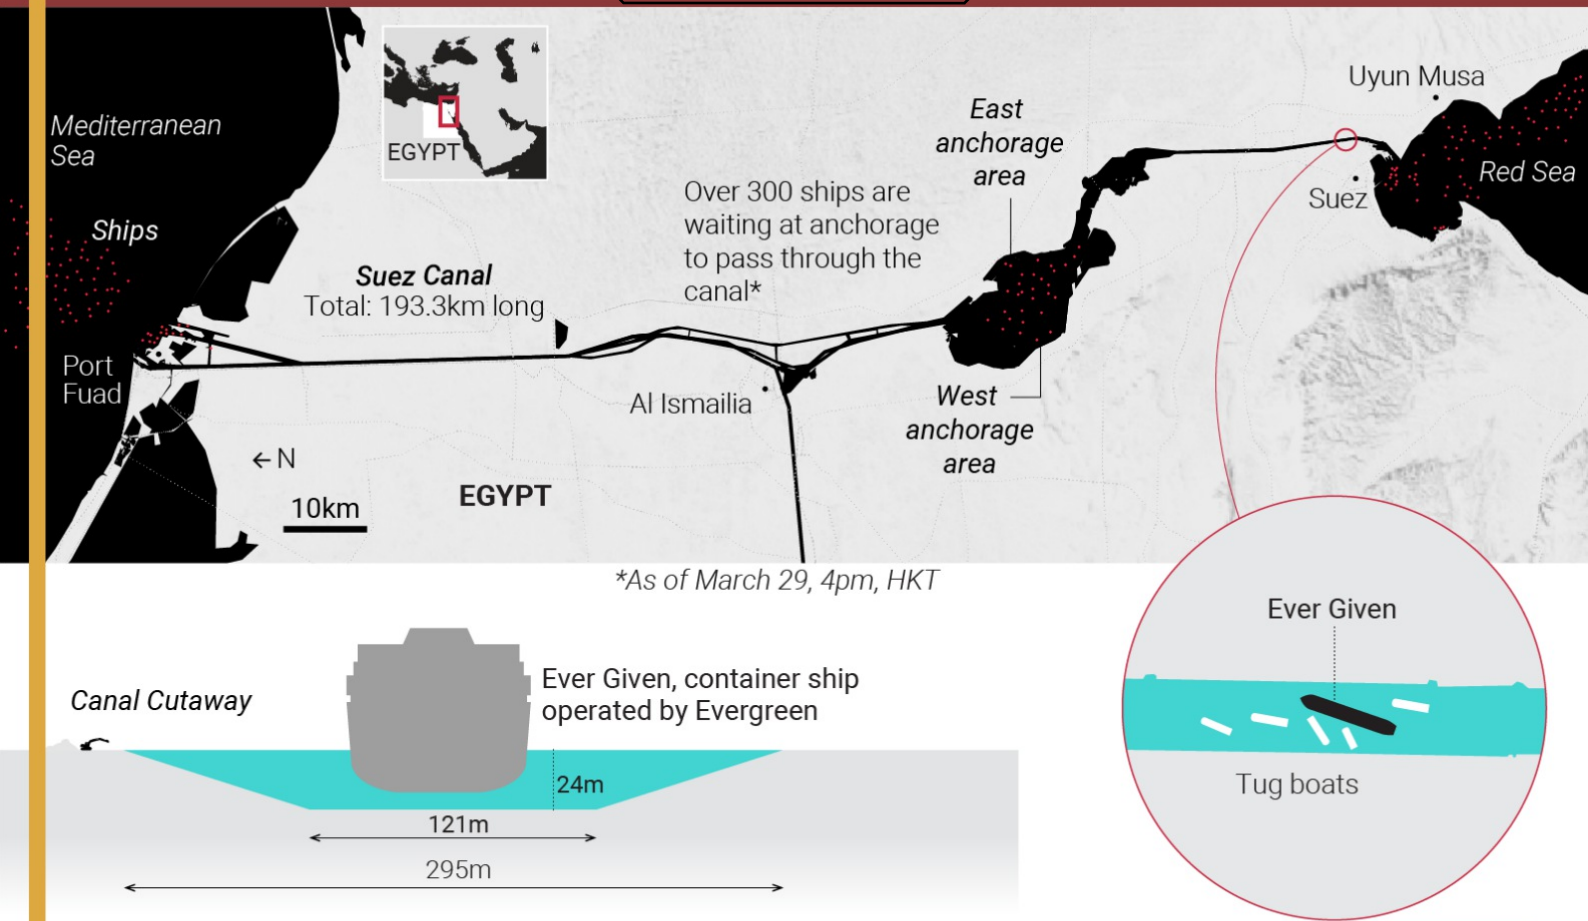 Mediterranean
Sea
Ships
EGYPT
Suez Canal
Total: 193.3km long
Port
Fuad
← N
10km
EGYPT
Over 300 ships are
waiting at anchorage
to pass through the
canal*
Al Ismailia
East
anchorage
area
West
anchorage
area
Uyun Musa
Suez
Red Sea
*As of March 29, 4pm, HKT
Canal Cutaway
Ever Given, container ship
operated by Evergreen
24m
121m
295m
Ever Given
Tug boats